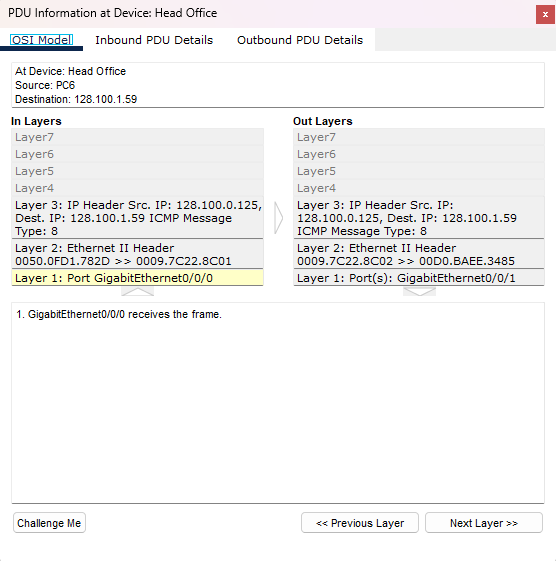 PDU Information at Device: Head Office
x
OSI Model Inbound PDU Details Outbound PDU Details
At Device: Head Office
Source: PC6
Destination: 128.100.1.59
In Layers
Layer7
Layer6
Layer5
Layer4
Layer 3: IP Header Src. IP: 128.100.0.125,
Dest. IP: 128.100.1.59 ICMP Message
Type: 8
Layer 2: Ethernet II Header
0050.0FD1.782D >> 0009.7C22.8C01
Layer 1: Port GigabitEthernet0/0/0
Out Layers
Layer7
Layer6
Layer5
Layer4
Layer 3: IP Header Src. IP:
128.100.0.125, Dest. IP: 128.100.1.59
ICMP Message Type: 8
Layer 2: Ethernet II Header
0009.7C22.8C02 >> 00D0.BAEE.3485
Layer 1: Port(s): GigabitEthernet0/0/1
1. GigabitEthernet0/0/0 receives the frame.
Challenge Me
<< Previous Layer
Next Layer >>